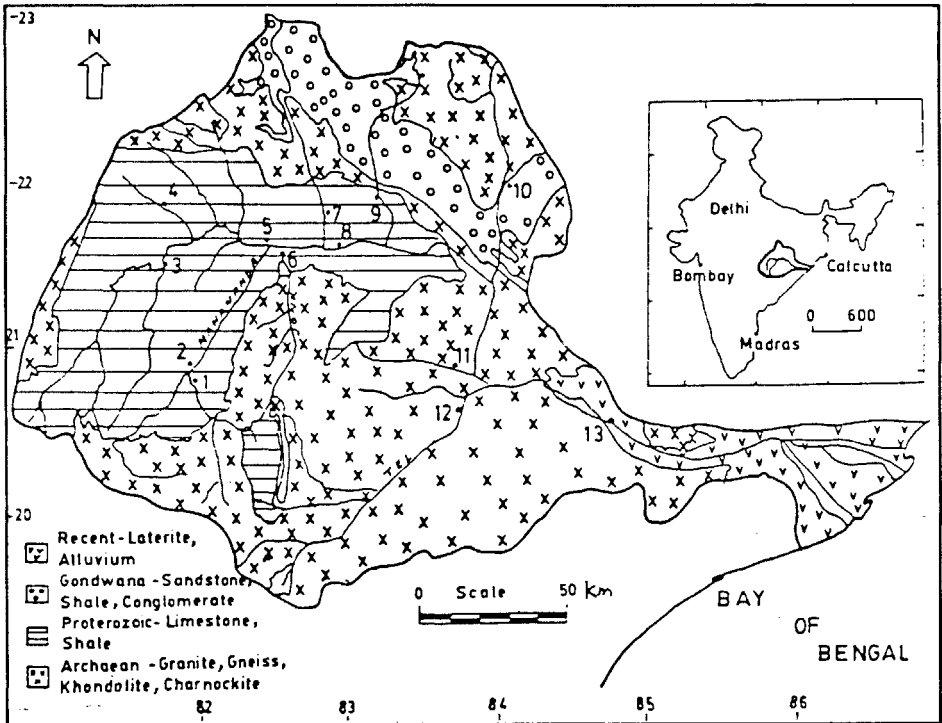 -23
N
-22
21
-20
4
5
3
6
7
8
9
10
2
1
11
12
13
TEL
Delhi
Bombay
Calcutta
Madras
0 600
Recent-Laterite,
Alluvium
Gondwana-Sandstone,
Shale, Conglomerate
Proterozoic-Limestone,
Shale
Archaean-Granite, Gneiss,
Khondolite, Charnockite
0 Scale 50 Km
BAY
OF
BENGAL
82 83 84 85 86